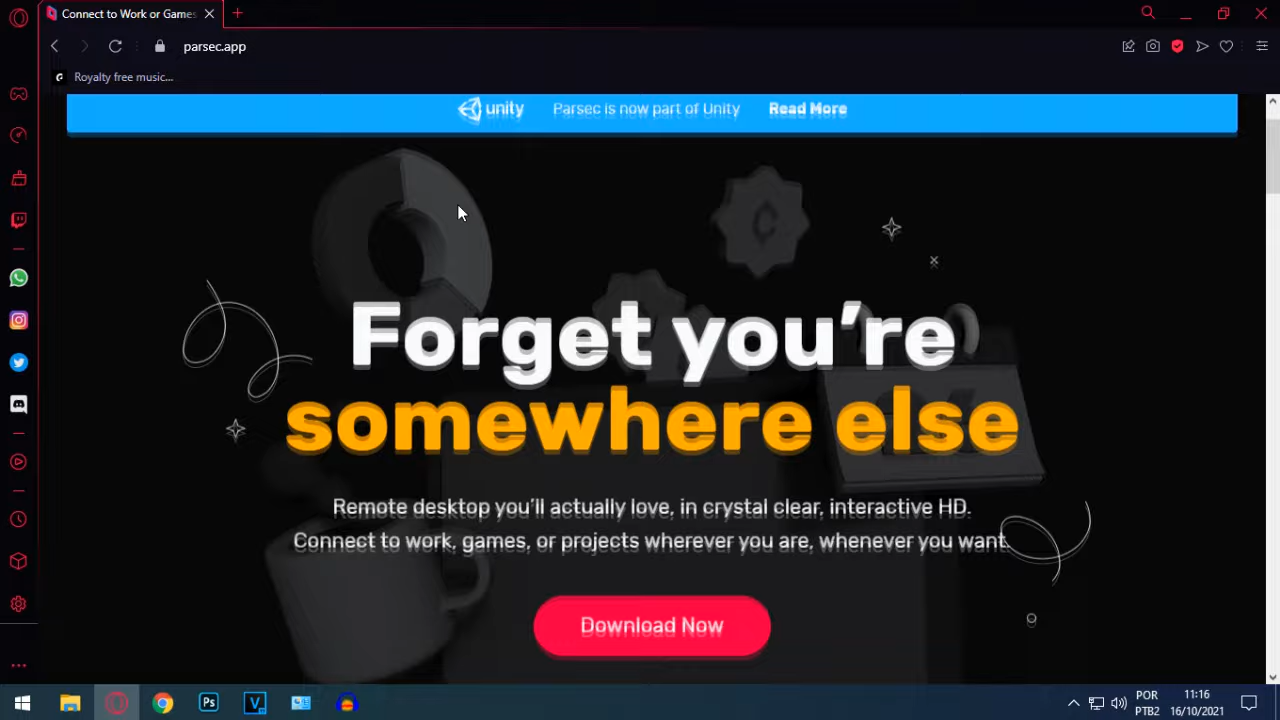 Connect to Work or Games
parsec.app
Royalty free music...
unity Parsec is now part of Unity Read More
Forget you're
somewhere else
Remote desktop you'll actually love, in crystal clear, interactive HD.
Connect to work, games, or projects wherever you are, whenever you want.
Download Now
Ps
V
POR
PTB2
11:16
16/10/2021